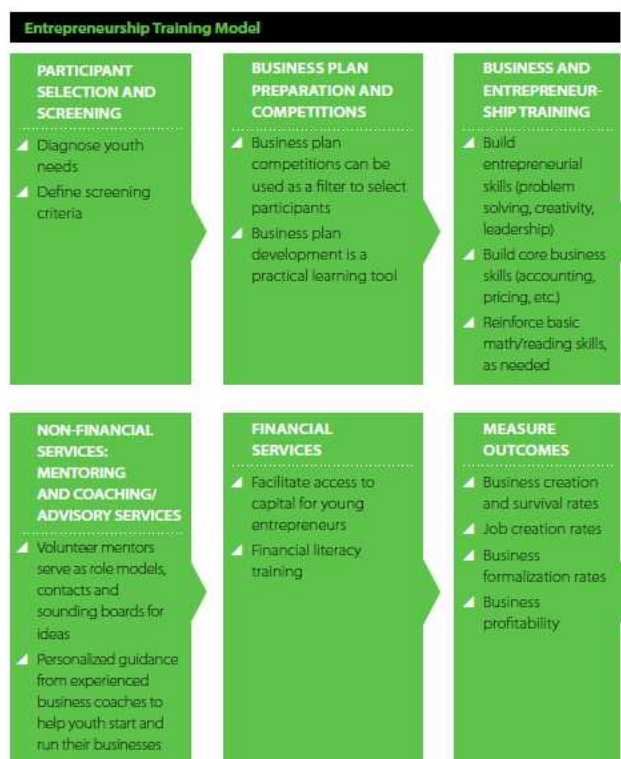 Entrepreneurship Training Model
PARTICIPANT
SELECTION AND
SCREENING
Diagnose youth
needs
Define screening
criteria
BUSINESS PLAN
PREPARATION AND
COMPETITIONS
Business plan
competitions can be
used as a filter to select
participants
Business plan
development is a
practical learning tool
BUSINESS AND
ENTREPRENEUR-
SHIP TRAINING
Build
entrepreneurial
skills (problem
solving, creativity,
leadership)
Build core business
skills (accounting,
pricing, etc.)
Reinforce basic
math/reading skills,
as needed
NON-FINANCIAL
SERVICES:
MENTORING
AND COACHING/
ADVISORY SERVICES
Volunteer mentors
serve as role models,
contacts and
sounding boards for
ideas
Personalized guidance
from experienced
business coaches to
help youth start and
run their businesses
FINANCIAL
SERVICES
Facilitate access to
capital for young
entrepreneurs
Financial literacy
training
MEASURE
OUTCOMES
Business creation
and survival rates
Job creation rates
Business
formalization rates
Business
profitability